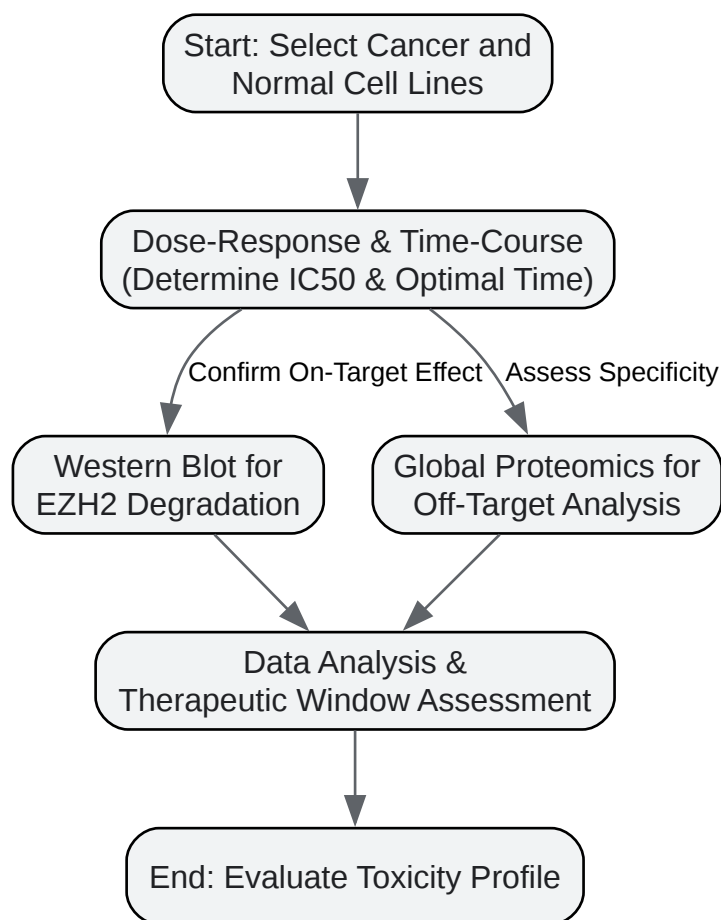 Start: Select Cancer and
Normal Cell Lines
Dose-Response & Time-Course
(Determine IC50 & Optimal Time)
Confirm On-Target Effect
Assess Specificity
Western Blot for
EZH2 Degradation
Global Proteomics for
Off-Target Analysis
Data Analysis &
Therapeutic Window Assessment
End: Evaluate Toxicity Profile